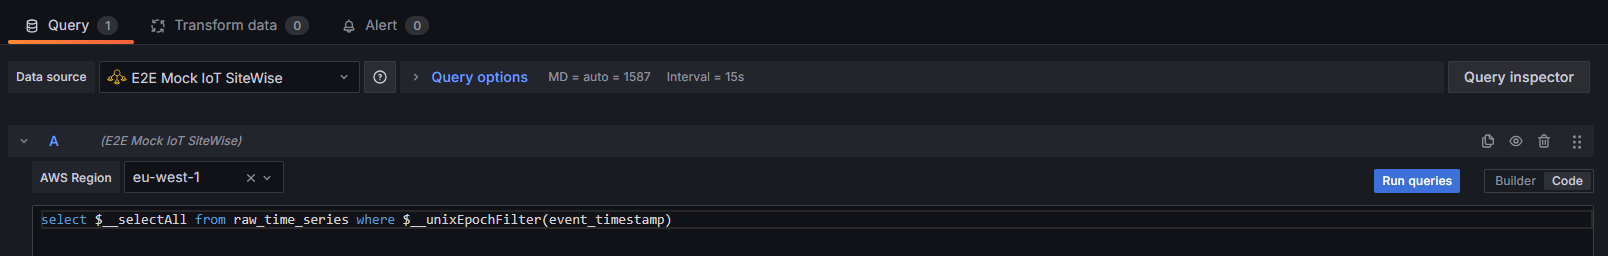 Query 1 Transform data 0 Alert 0
Data source E2E Mock IoT SiteWise Query options MD = auto = 1587 Interval = 15s Query inspector
A (E2E Mock IoT SiteWise)
AWS Region eu-west-1 Run queries Builder Code
select $__selectAll from raw_time_series where $__unixEpochFilter(event_timestamp)